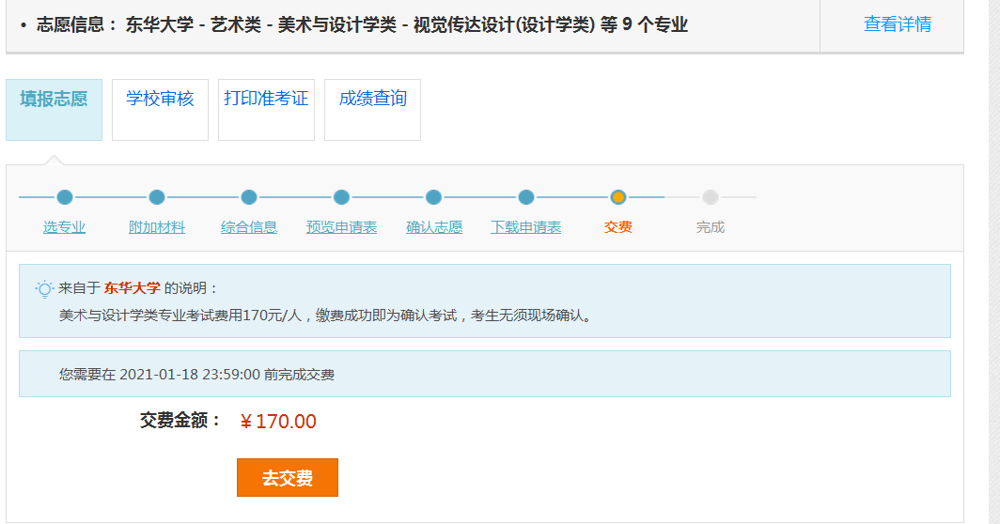 • 志愿信息： 东华大学 - 艺术类 - 美术与设计学类 - 视觉传达设计(设计学类) 等 9 个专业 查看详情
填报志愿 学校审核 打印准考证 成绩查询
选专业 附加材料 综合信息 预览申请表 确认志愿 下载申请表 交费 完成
来自于 东华大学 的说明：
美术与设计学类专业考试费用170元/人，缴费成功即为确认考试，考生无须现场确认。
您需要在 2021-01-18 23:59:00 前完成交费
交费金额： ￥170.00
去交费